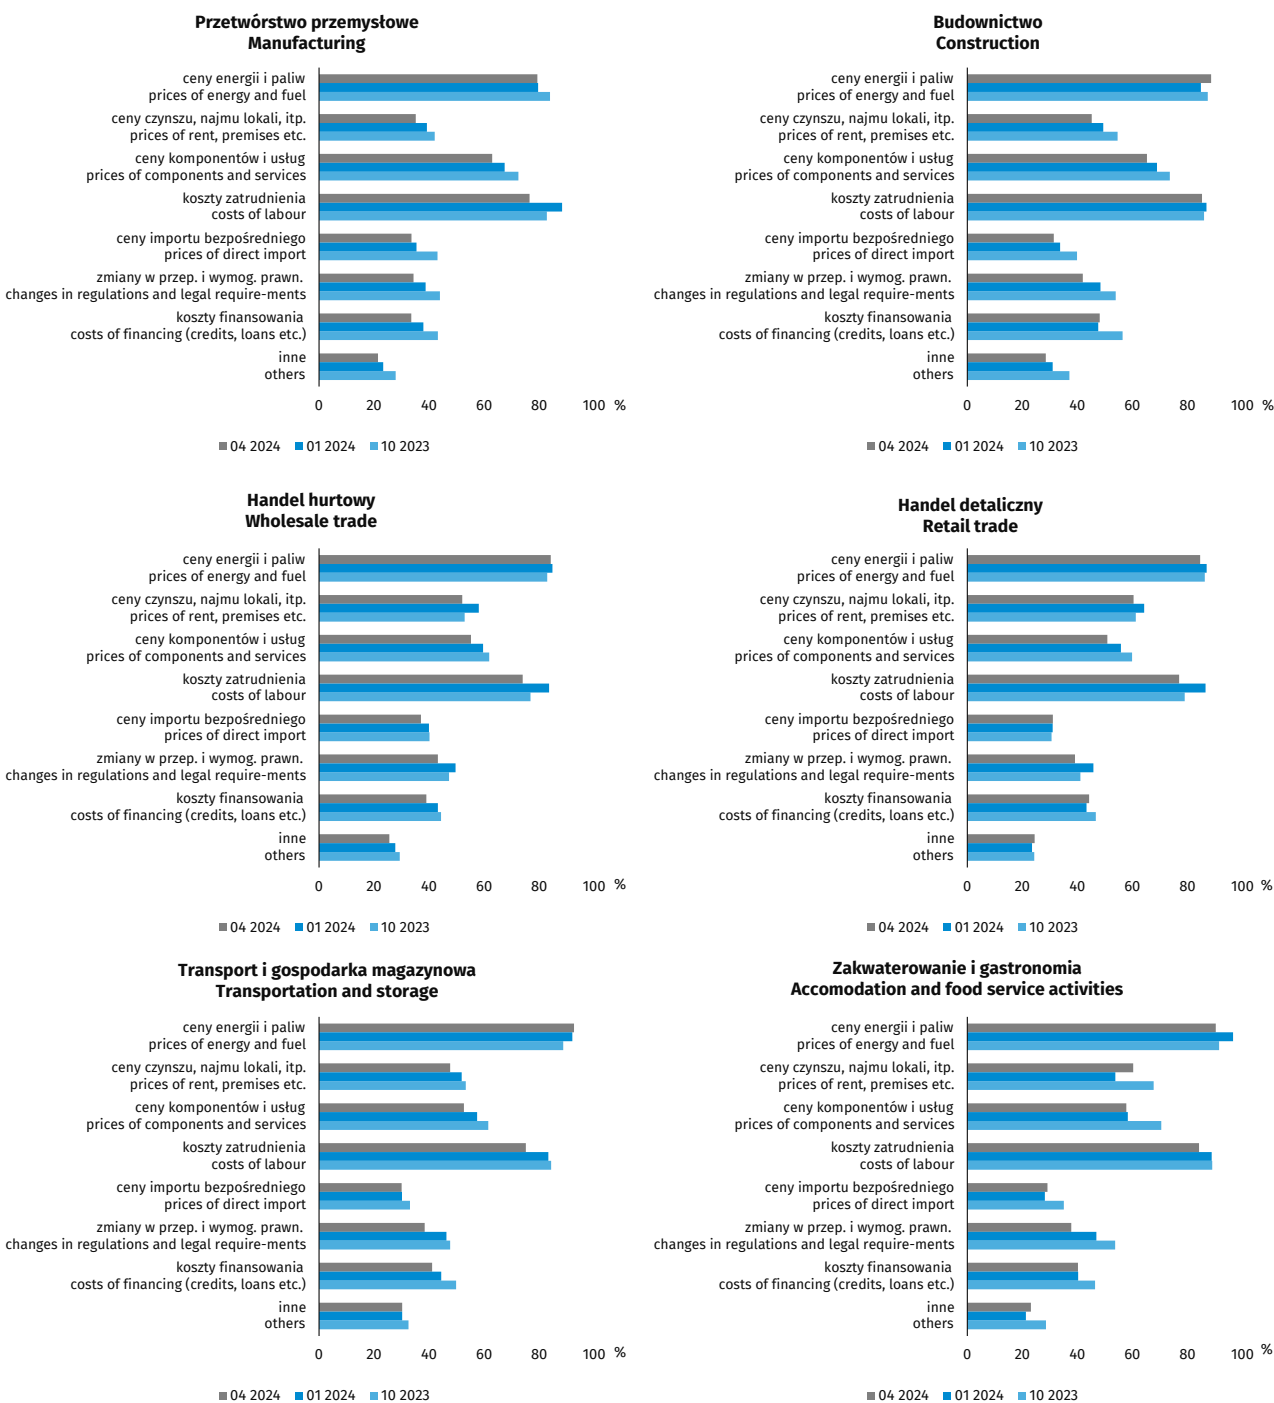 Przetwórstwo przemysłowe
Manufacturing
ceny energii i paliw
prices of energy and fuel
ceny czynszu, najmu lokali, itp.
prices of rent, premises etc.
ceny komponentów i usług
prices of components and services
koszty zatrudnienia
costs of labour
ceny importu bezpośredniego
prices of direct import
zmiany w przep. i wymog. prawn.
changes in regulations and legal require-ments
koszty finansowania
costs of financing (credits, loans etc.)
inne
others
0 20 40 60 80 100 %
04 2024 01 2024 10 2023
Budownictwo
Construction
ceny energii i paliw
prices of energy and fuel
ceny czynszu, najmu lokali, itp.
prices of rent, premises etc.
ceny komponentów i usług
prices of components and services
koszty zatrudnienia
costs of labour
ceny importu bezpośredniego
prices of direct import
zmiany w przep. i wymog. prawn.
changes in regulations and legal require-ments
koszty finansowania
costs of financing (credits, loans etc.)
inne
others
0 20 40 60 80 100 %
04 2024 01 2024 10 2023
Handel hurtowy
Wholesale trade
ceny energii i paliw
prices of energy and fuel
ceny czynszu, najmu lokali, itp.
prices of rent, premises etc.
ceny komponentów i usług
prices of components and services
koszty zatrudnienia
costs of labour
ceny importu bezpośredniego
prices of direct import
zmiany w przep. i wymog. prawn.
changes in regulations and legal require-ments
koszty finansowania
costs of financing (credits, loans etc.)
inne
others
0 20 40 60 80 100 %
04 2024 01 2024 10 2023
Handel detaliczny
Retail trade
ceny energii i paliw
prices of energy and fuel
ceny czynszu, najmu lokali, itp.
prices of rent, premises etc.
ceny komponentów i usług
prices of components and services
koszty zatrudnienia
costs of labour
ceny importu bezpośredniego
prices of direct import
zmiany w przep. i wymog. prawn.
changes in regulations and legal require-ments
koszty finansowania
costs of financing (credits, loans etc.)
inne
others
0 20 40 60 80 100 %
04 2024 01 2024 10 2023
Transport i gospodarka magazynowa
Transportation and storage
ceny energii i paliw
prices of energy and fuel
ceny czynszu, najmu lokali, itp.
prices of rent, premises etc.
ceny komponentów i usług
prices of components and services
koszty zatrudnienia
costs of labour
ceny importu bezpośredniego
prices of direct import
zmiany w przep. i wymog. prawn.
changes in regulations and legal require-ments
koszty finansowania
costs of financing (credits, loans etc.)
inne
others
0 20 40 60 80 100 %
04 2024 01 2024 10 2023
Zakwaterowanie i gastronomia
Accomodation and food service activities
ceny energii i paliw
prices of energy and fuel
ceny czynszu, najmu lokali, itp.
prices of rent, premises etc.
ceny komponentów i usług
prices of components and services
koszty zatrudnienia
costs of labour
ceny importu bezpośredniego
prices of direct import
zmiany w przep. i wymog. prawn.
changes in regulations and legal require-ments
koszty finansowania
costs of financing (credits, loans etc.)
inne
others
0 20 40 60 80 100 %
04 2024 01 2024 10 2023